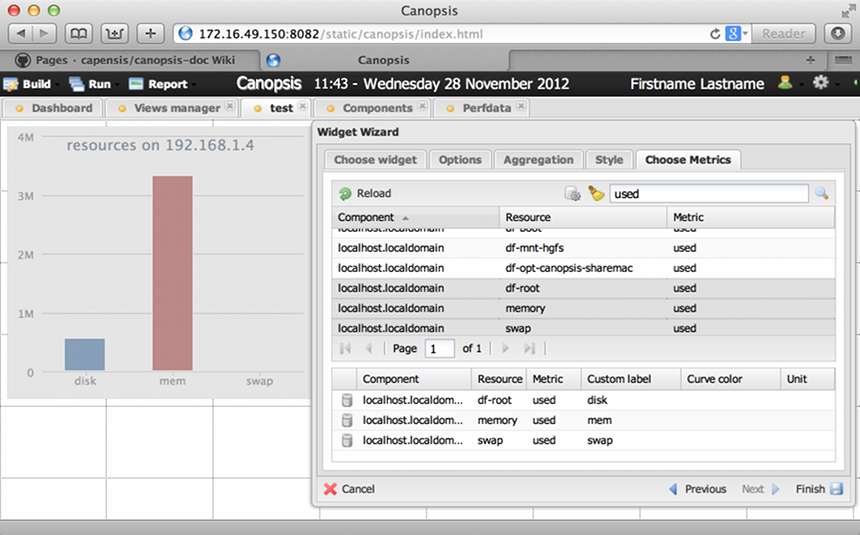 Canopsis
172.16.49.150:8082/static/canopsis/index.html
Reader
Pages · capensis/canopsis-doc Wiki
Canopsis
Build
Run
Report
Canopsis
11:43 - Wednesday 28 November 2012
Firstname Lastname
Dashboard
Views manager
test
Components
Perfdata
4M
3M
2M
1M
0
resources on 192.168.1.4
disk
mem
swap
Widget Wizard
Choose widget
Options
Aggregation
Style
Choose Metrics
Reload
used
Component Resource Metric
localhost.localdomain df-boot used
localhost.localdomain df-mnt-hgfs used
localhost.localdomain df-opt-canopsis-sharemac used
localhost.localdomain df-root used
localhost.localdomain memory used
localhost.localdomain swap used
Page 1 of 1
Component Resource Metric Custom label Curve color Unit
localhost.localdom... df-root used disk
localhost.localdom... memory used mem
localhost.localdom... swap used swap
Cancel
Previous
Next
Finish